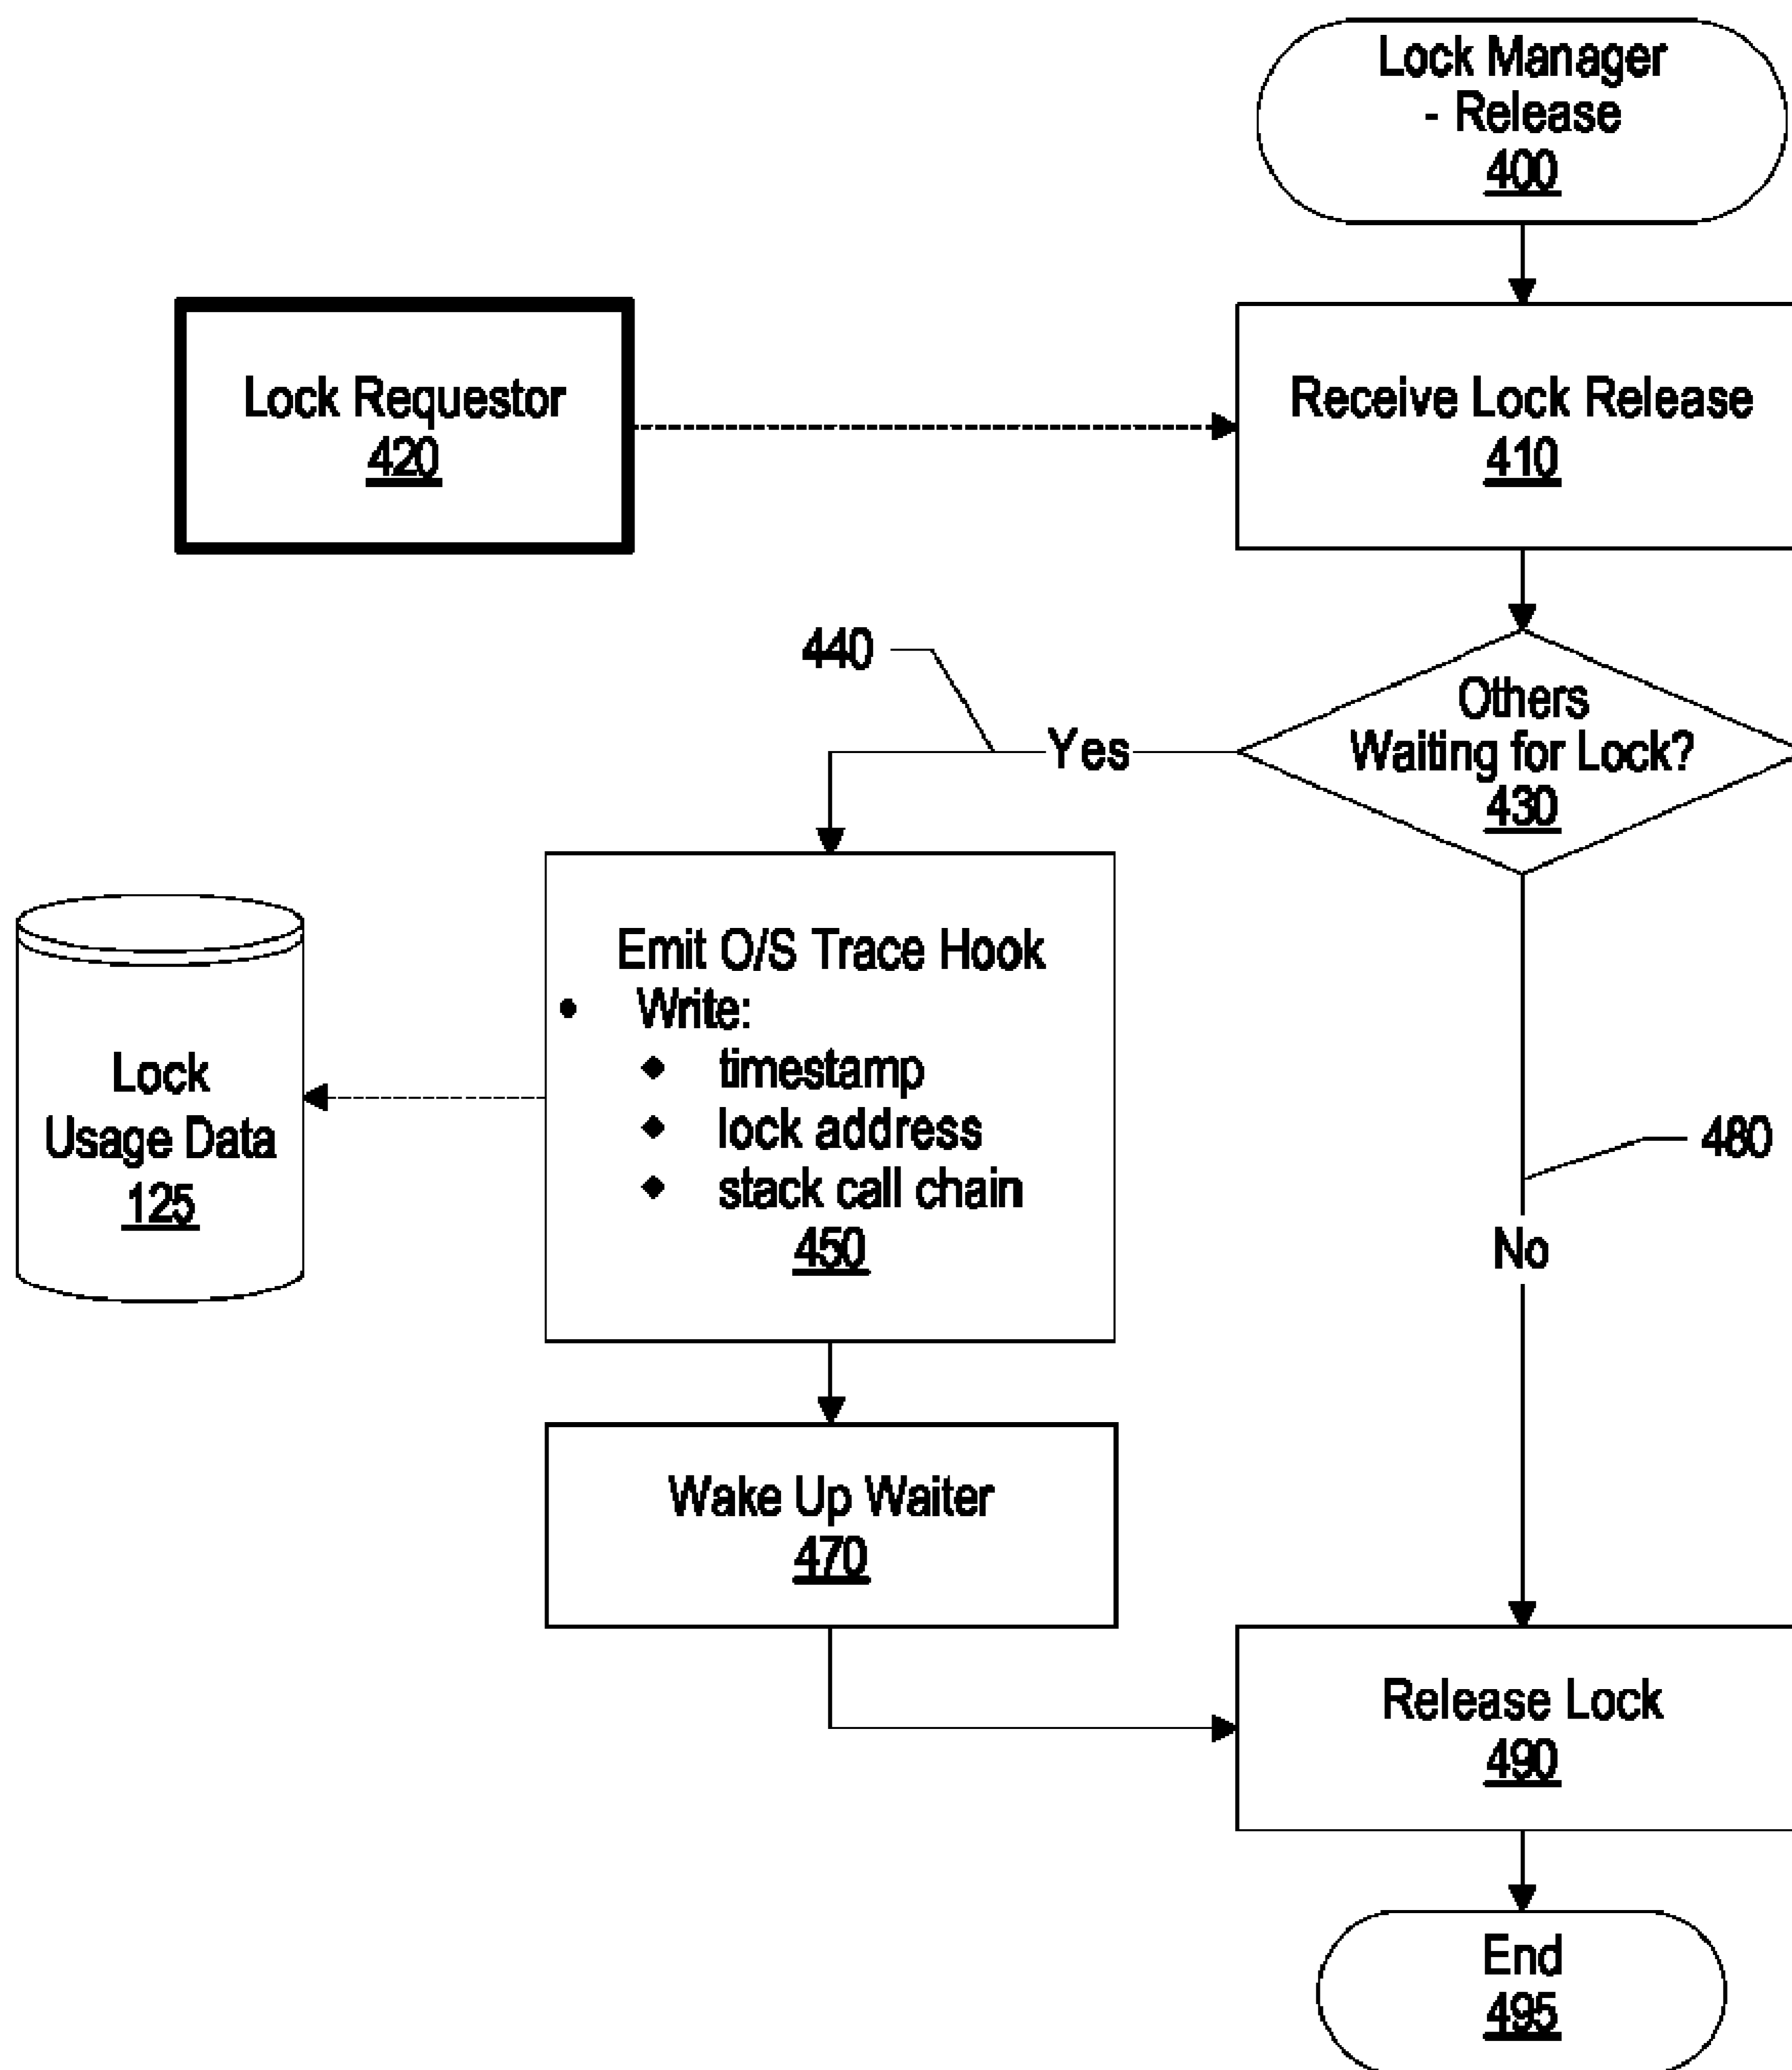 Lock Manager
- Release
400
Lock Requestor
420
Receive Lock Release
410
440
Yes
Others
Waiting for Lock?
430
Emit O/S Trace Hook
• Write:
◆ timestamp
◆ lock address
◆ stack call chain
450
Lock
Usage Data
125
480
No
Wake Up Waiter
470
Release Lock
490
End
495